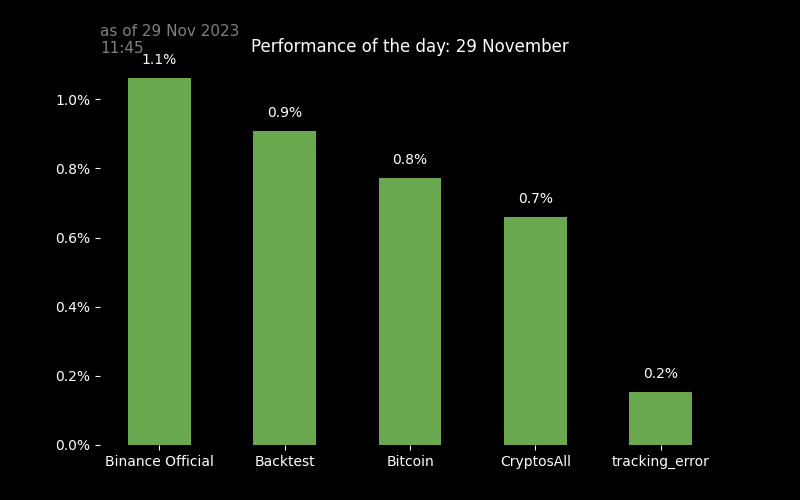 as of 29 Nov 2023
11:45
Performance of the day: 29 November
1.1%
0.9%
0.8%
0.7%
0.2%
1.0%
0.8%
0.6%
0.4%
0.2%
0.0%
Binance Official
Backtest
Bitcoin
CryptosAll
tracking_error